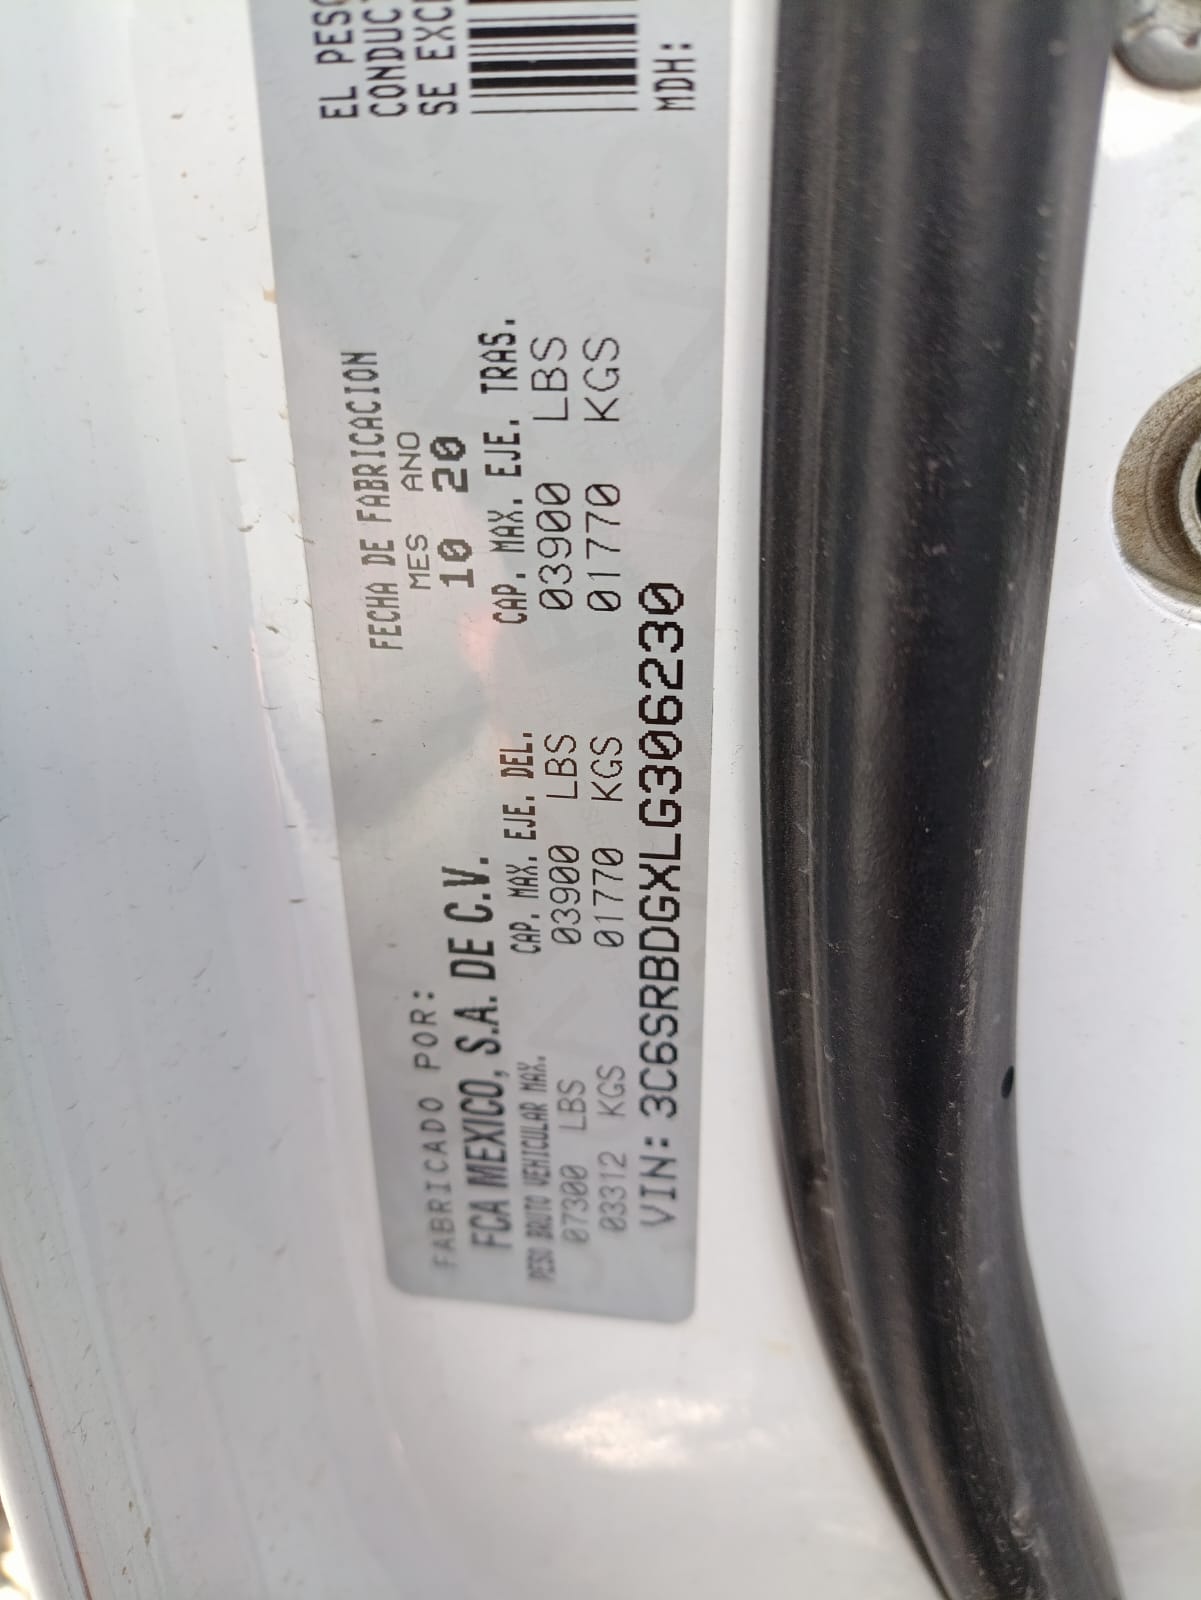 FABRICADO POR:
FCA MEXICO, S.A. DE C.V.
FECHA DE FABRICACION
MES ANO
10 20
PESO BRUTO VEHICULAR MAX.
07300 LBS
03312 KGS
CAP. MAX. EJE. DEL.
03900 LBS
01770 KGS
CAP. MAX. EJE. TRAS.
03900 LBS
01770 KGS
VIN: 3C6SRBDGXLG306230
EL PESO
CONDUC
SE EXCE
MDH: